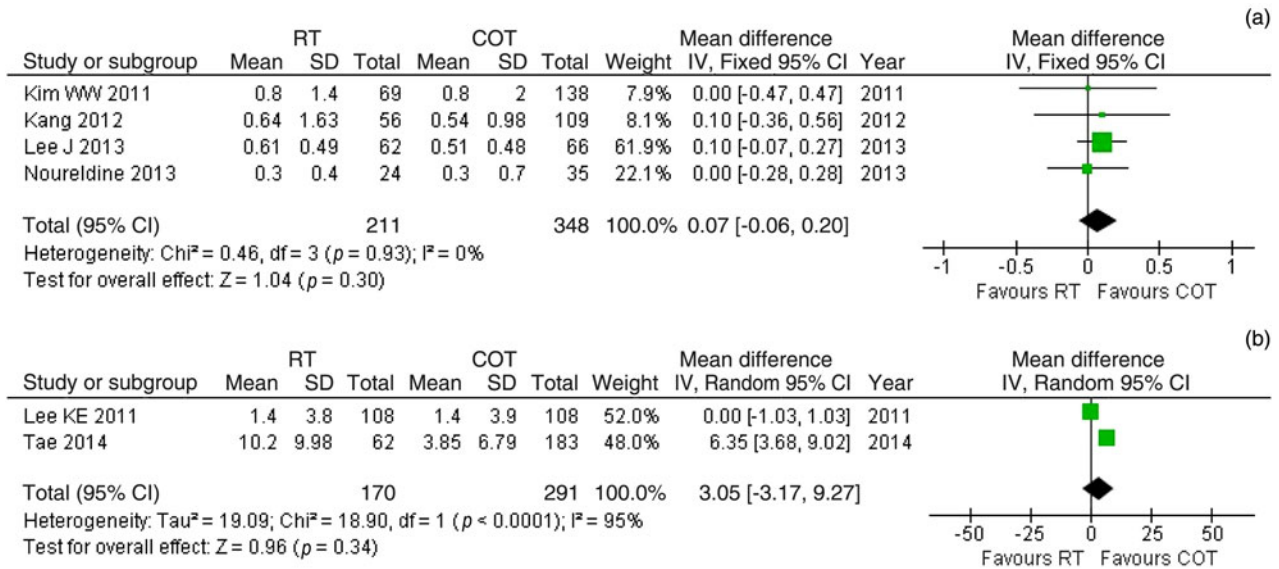 (a)
RT COT Mean difference Mean difference
Study or subgroup Mean SD Total Mean SD Total Weight IV, Fixed 95% CI Year IV, Fixed 95% CI
Kim WW 2011 0.8 1.4 69 0.8 2 138 7.9% 0.00 [-0.47, 0.47] 2011
Kang 2012 0.64 1.63 56 0.54 0.98 109 8.1% 0.10 [-0.36, 0.56] 2012
Lee J 2013 0.61 0.49 62 0.51 0.48 66 61.9% 0.10 [-0.07, 0.27] 2013
Noureldine 2013 0.3 0.4 24 0.3 0.7 35 22.1% 0.00 [-0.28, 0.28] 2013
Total (95% CI) 211 348 100.0% 0.07 [-0.06, 0.20]
Heterogeneity: Chi² = 0.46, df = 3 (p = 0.93); I² = 0%
Test for overall effect: Z = 1.04 (p = 0.30)
-1 -0.5 0 0.5 1
Favours RT Favours COT
(b)
RT COT Mean difference Mean difference
Study or subgroup Mean SD Total Mean SD Total Weight IV, Random 95% CI Year IV, Random 95% CI
Lee KE 2011 1.4 3.8 108 1.4 3.9 108 52.0% 0.00 [-1.03, 1.03] 2011
Tae 2014 10.2 9.98 62 3.85 6.79 183 48.0% 6.35 [3.68, 9.02] 2014
Total (95% CI) 170 291 100.0% 3.05 [-3.17, 9.27]
Heterogeneity: Tau² = 19.09; Chi² = 18.90, df = 1 (p < 0.0001); I² = 95%
Test for overall effect: Z = 0.96 (p = 0.34)
-50 -25 0 25 50
Favours RT Favours COT